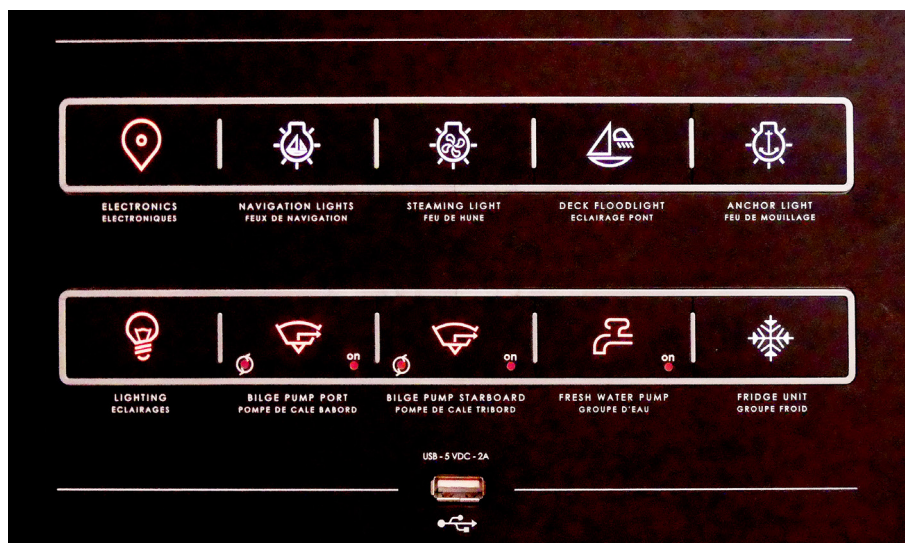 ELECTRONICS
ELECTRONIQUES
NAVIGATION LIGHTS
FEUX DE NAVIGATION
STEAMING LIGHT
FEU DE HUNE
DECK FLOODLIGHT
ECLAIRAGE PONT
ANCHOR LIGHT
FEU DE MOUILLAGE
on
on
on
LIGHTING
ECLAIRAGES
BILGE PUMP PORT
POMPE DE CALE BABORD
BILGE PUMP STARBOARD
POMPE DE CALE TRIBORD
FRESH WATER PUMP
GROUPE D'EAU
FRIDGE UNIT
GROUPE FROID
USB - 5 VDC - 2A